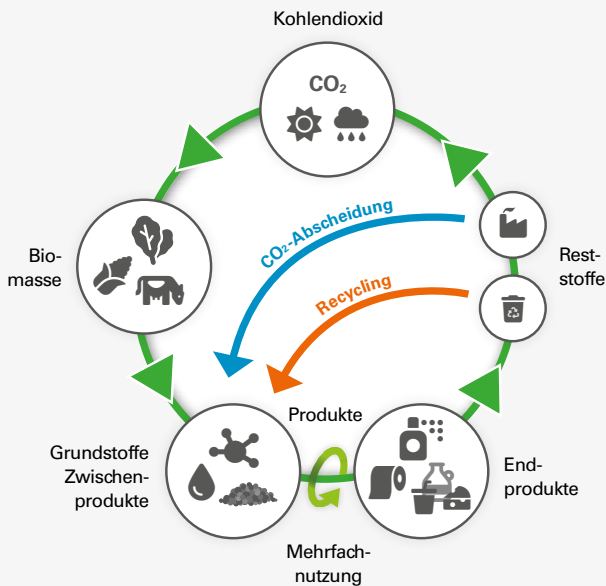 Kohlendioxid
CO₂
CO₂-Abscheidung
Recycling
Bio-
masse
Rest-
stoffe
Produkte
Grundstoffe
Zwischen-
produkte
End-
produkte
Mehrfach-
nutzung